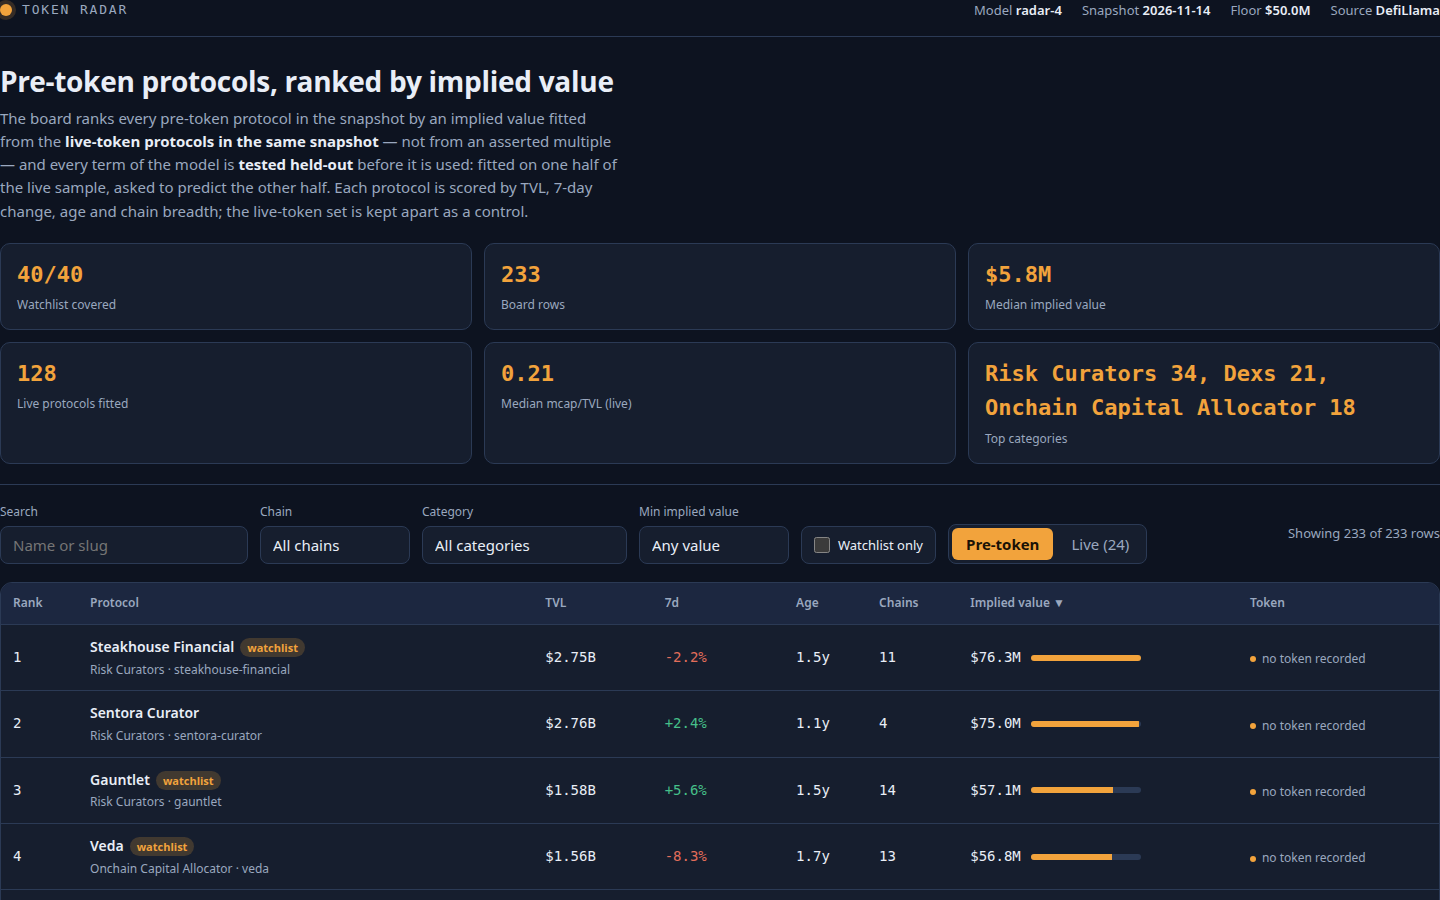 TOKEN RADAR
Model radar-4 Snapshot 2026-11-14 Floor $50.0M Source DefiLlama
Pre-token protocols, ranked by implied value
The board ranks every pre-token protocol in the snapshot by an implied value fitted
from the live-token protocols in the same snapshot — not from an asserted multiple
— and every term of the model is tested held-out before it is used: fitted on one half of
the live sample, asked to predict the other half. Each protocol is scored by TVL, 7-day
change, age and chain breadth; the live-token set is kept apart as a control.
40/40
Watchlist covered
233
Board rows
$5.8M
Median implied value
128
Live protocols fitted
0.21
Median mcap/TVL (live)
Risk Curators 34, Dexs 21,
Onchain Capital Allocator 18
Top categories
Search Chain Category Min implied value
Name or slug All chains All categories Any value Watchlist only Pre-token Live (24) Showing 233 of 233 rows
Rank Protocol TVL 7d Age Chains Implied value ▼ Token
1 Steakhouse Financial watchlist $2.75B -2.2% 1.5y 11 $76.3M no token recorded
Risk Curators · steakhouse-financial
2 Sentora Curator $2.76B +2.4% 1.1y 4 $75.0M no token recorded
Risk Curators · sentora-curator
3 Gauntlet watchlist $1.58B +5.6% 1.5y 14 $57.1M no token recorded
Risk Curators · gauntlet
4 Veda watchlist $1.56B -8.3% 1.7y 13 $56.8M no token recorded
Onchain Capital Allocator · veda